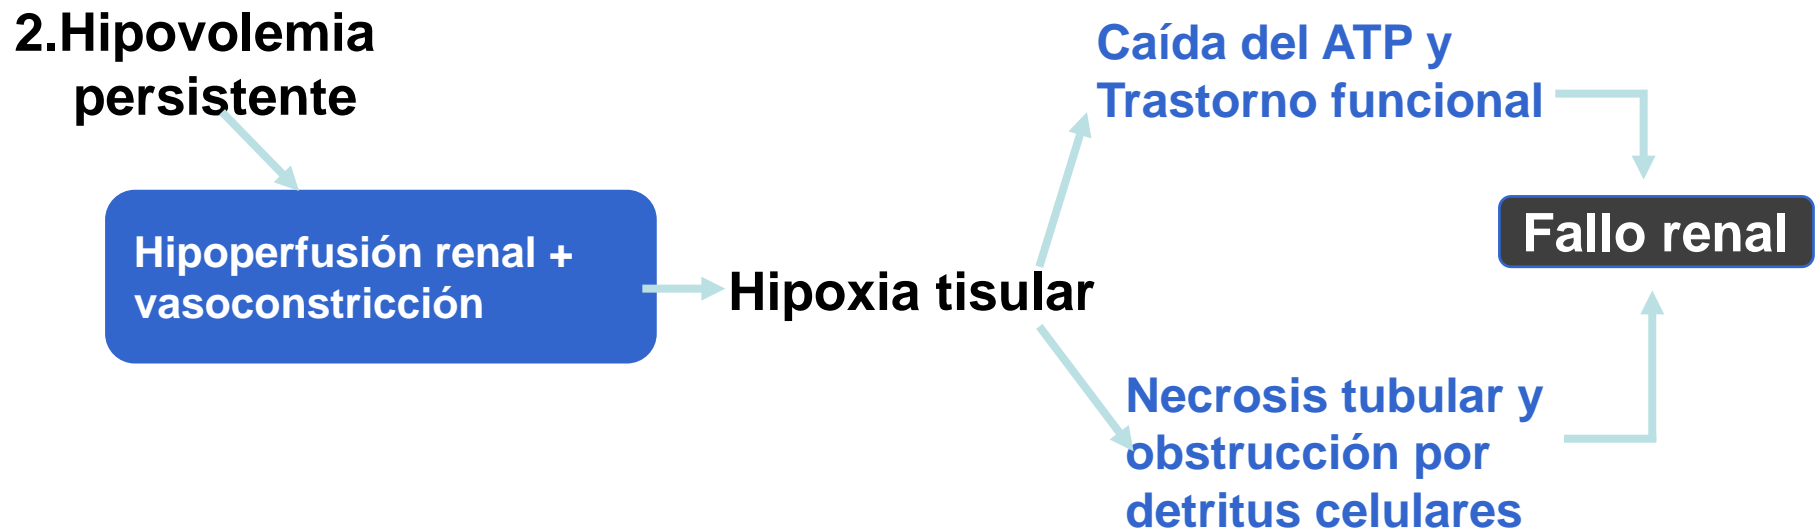 2.Hipovolemia
persistente
Hipoperfusión renal +
vasoconstricción
Hipoxia tisular
Caída del ATP y
Trastorno funcional
Necrosis tubular y
obstrucción por
detritus celulares
Fallo renal